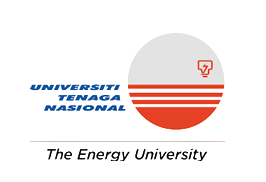 UNIVERSITI
TENAGA
NASIONAL
The Energy University